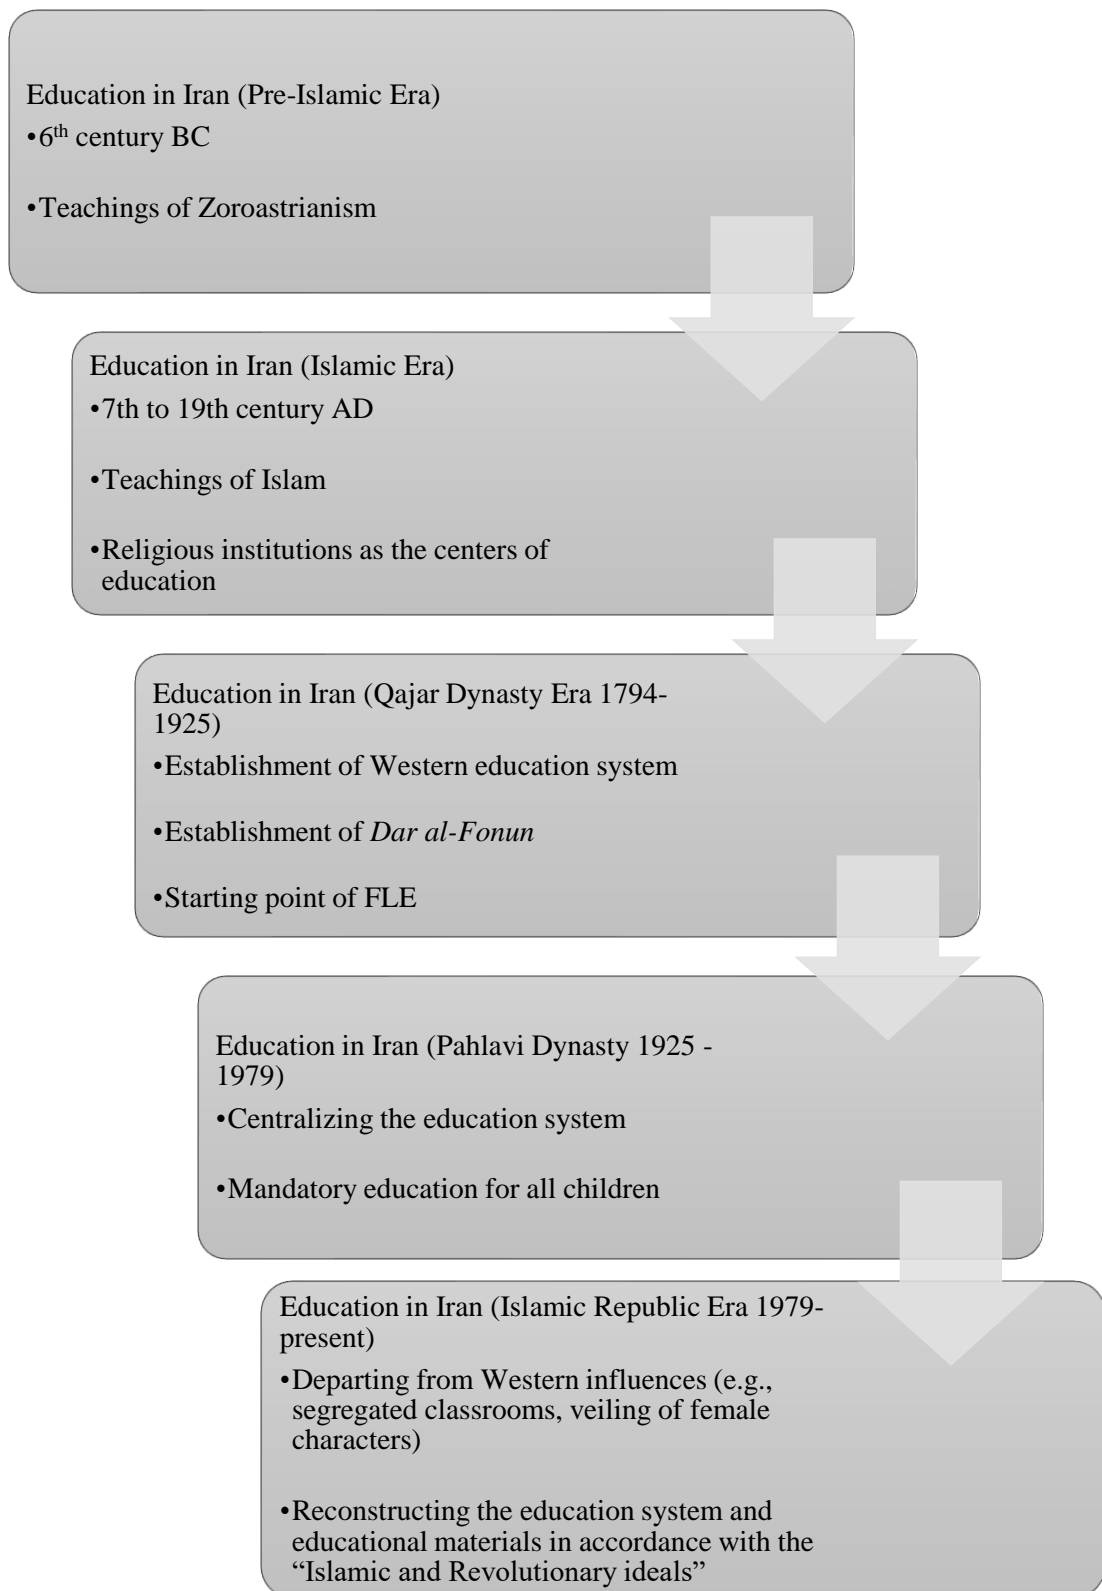 Education in Iran (Pre-Islamic Era)
•6th century BC
•Teachings of Zoroastrianism
Education in Iran (Islamic Era)
•7th to 19th century AD
•Teachings of Islam
•Religious institutions as the centers of
education
Education in Iran (Qajar Dynasty Era 1794-
1925)
•Establishment of Western education system
•Establishment of Dar al-Fonun
•Starting point of FLE
Education in Iran (Pahlavi Dynasty 1925 -
1979)
•Centralizing the education system
•Mandatory education for all children
Education in Iran (Islamic Republic Era 1979-
present)
•Departing from Western influences (e.g.,
segregated classrooms, veiling of female
characters)
•Reconstructing the education system and
educational materials in accordance with the
“Islamic and Revolutionary ideals”